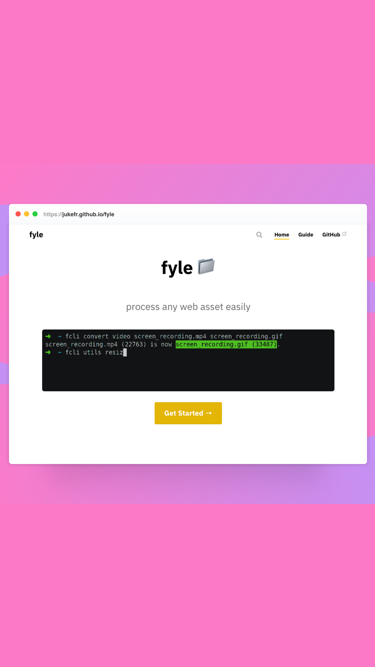 https://jukefr.github.io/fyle
fyle
Home Guide GitHub
fyle
process any web asset easily
➜ ~ fcli convert video screen_recording.mp4 screen_recording.gif
screen_recording.mp4 (22763) is now screen_recording.gif (33487)
➜ ~ fcli utils resiz
Get Started →